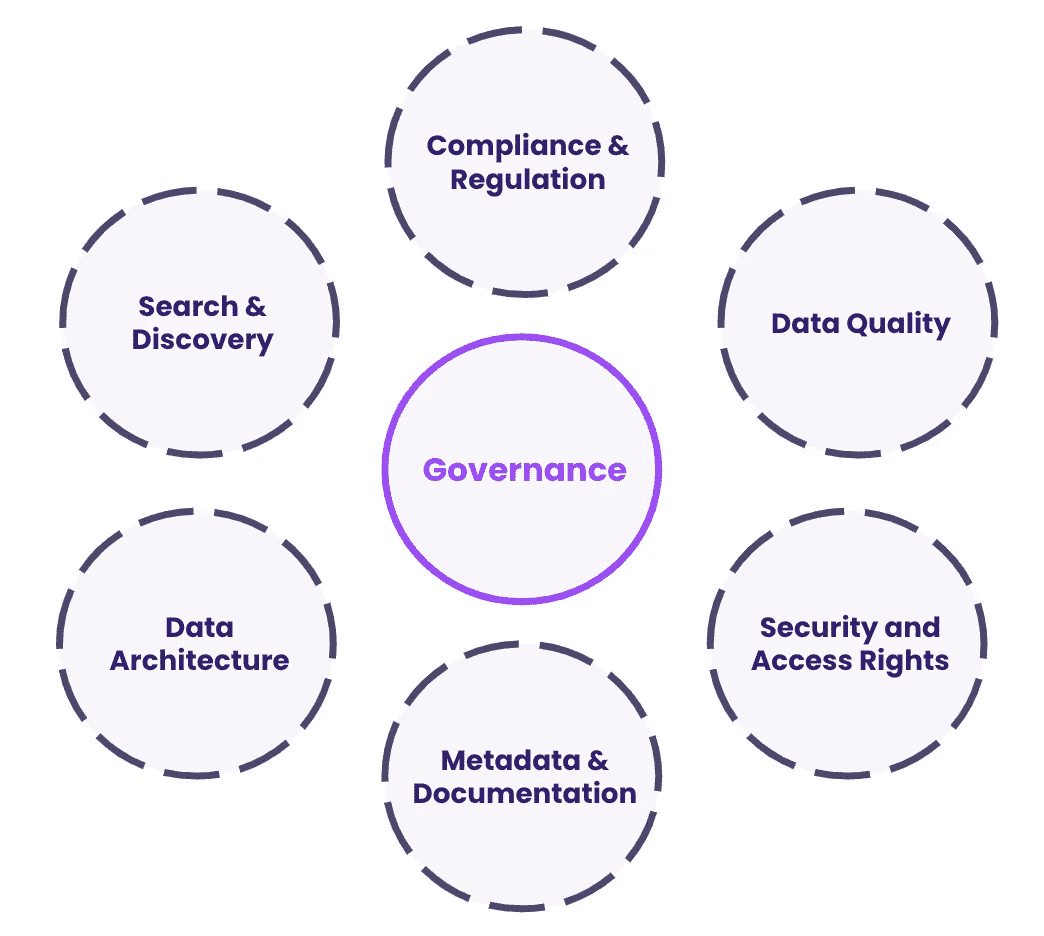 Compliance &
Regulation
Search &
Discovery
Data Quality
Governance
Data
Architecture
Security and
Access Rights
Metadata &
Documentation